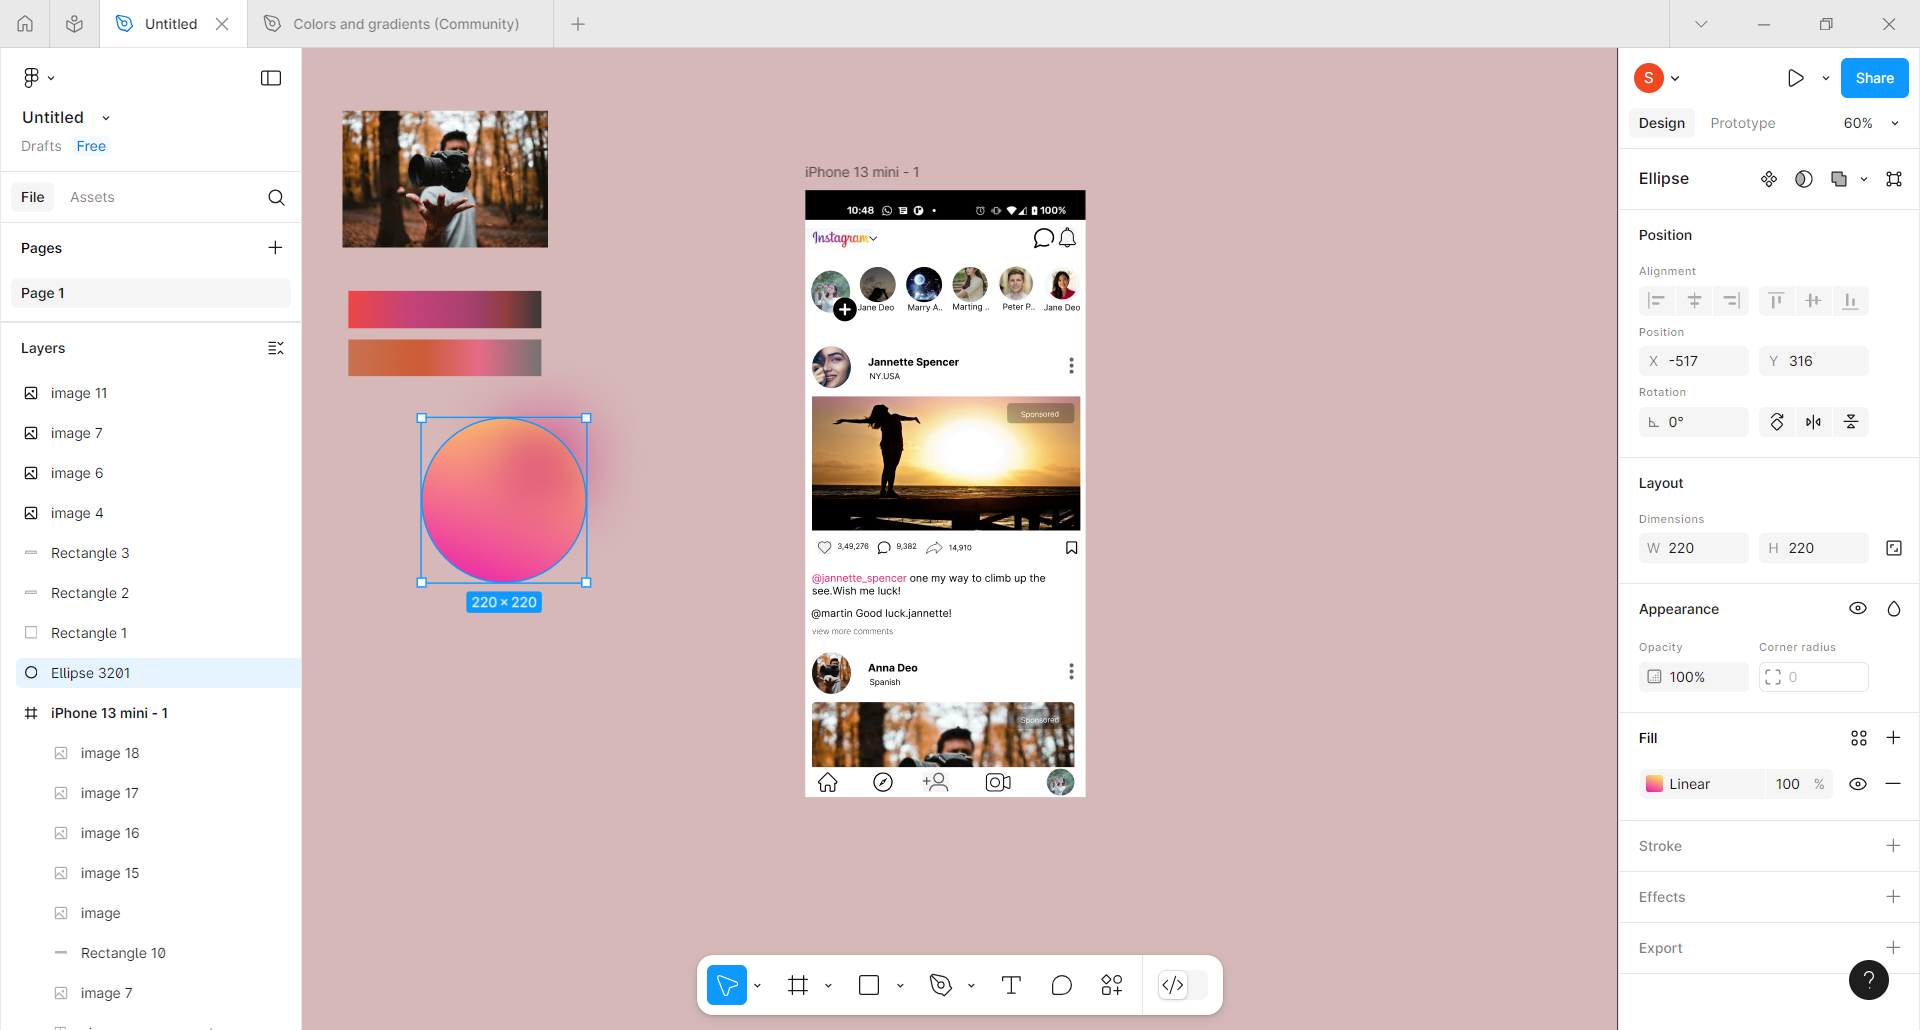 Untitled
Colors and gradients (Community)
Untitled
Drafts
Free
File
Assets
Pages
Page 1
Layers
image 11
image 7
image 6
image 4
Rectangle 3
Rectangle 2
Rectangle 1
Ellipse 3201
iPhone 13 mini - 1
image 18
image 17
image 16
image 15
image
Rectangle 10
image 7
220 × 220
iPhone 13 mini - 1
10:48
100%
Instagram
Jane Deo
Marry A..
Marting ..
Peter P..
Jane Deo
Jannette Spencer
NY.USA
Sponsored
3,49,276
9,382
14,910
@jannette_spencer one my way to climb up the
see.Wish me luck!
@martin Good luck.jannette!
view more comments
Anna Deo
Spanish
Sponsored
S
Share
Design
Prototype
60%
Ellipse
Position
Alignment
Position
X -517
Y 316
Rotation
0°
Layout
Dimensions
W 220
H 220
Appearance
Opacity
Corner radius
100%
0
Fill
Linear
100 %
Stroke
Effects
Export
?